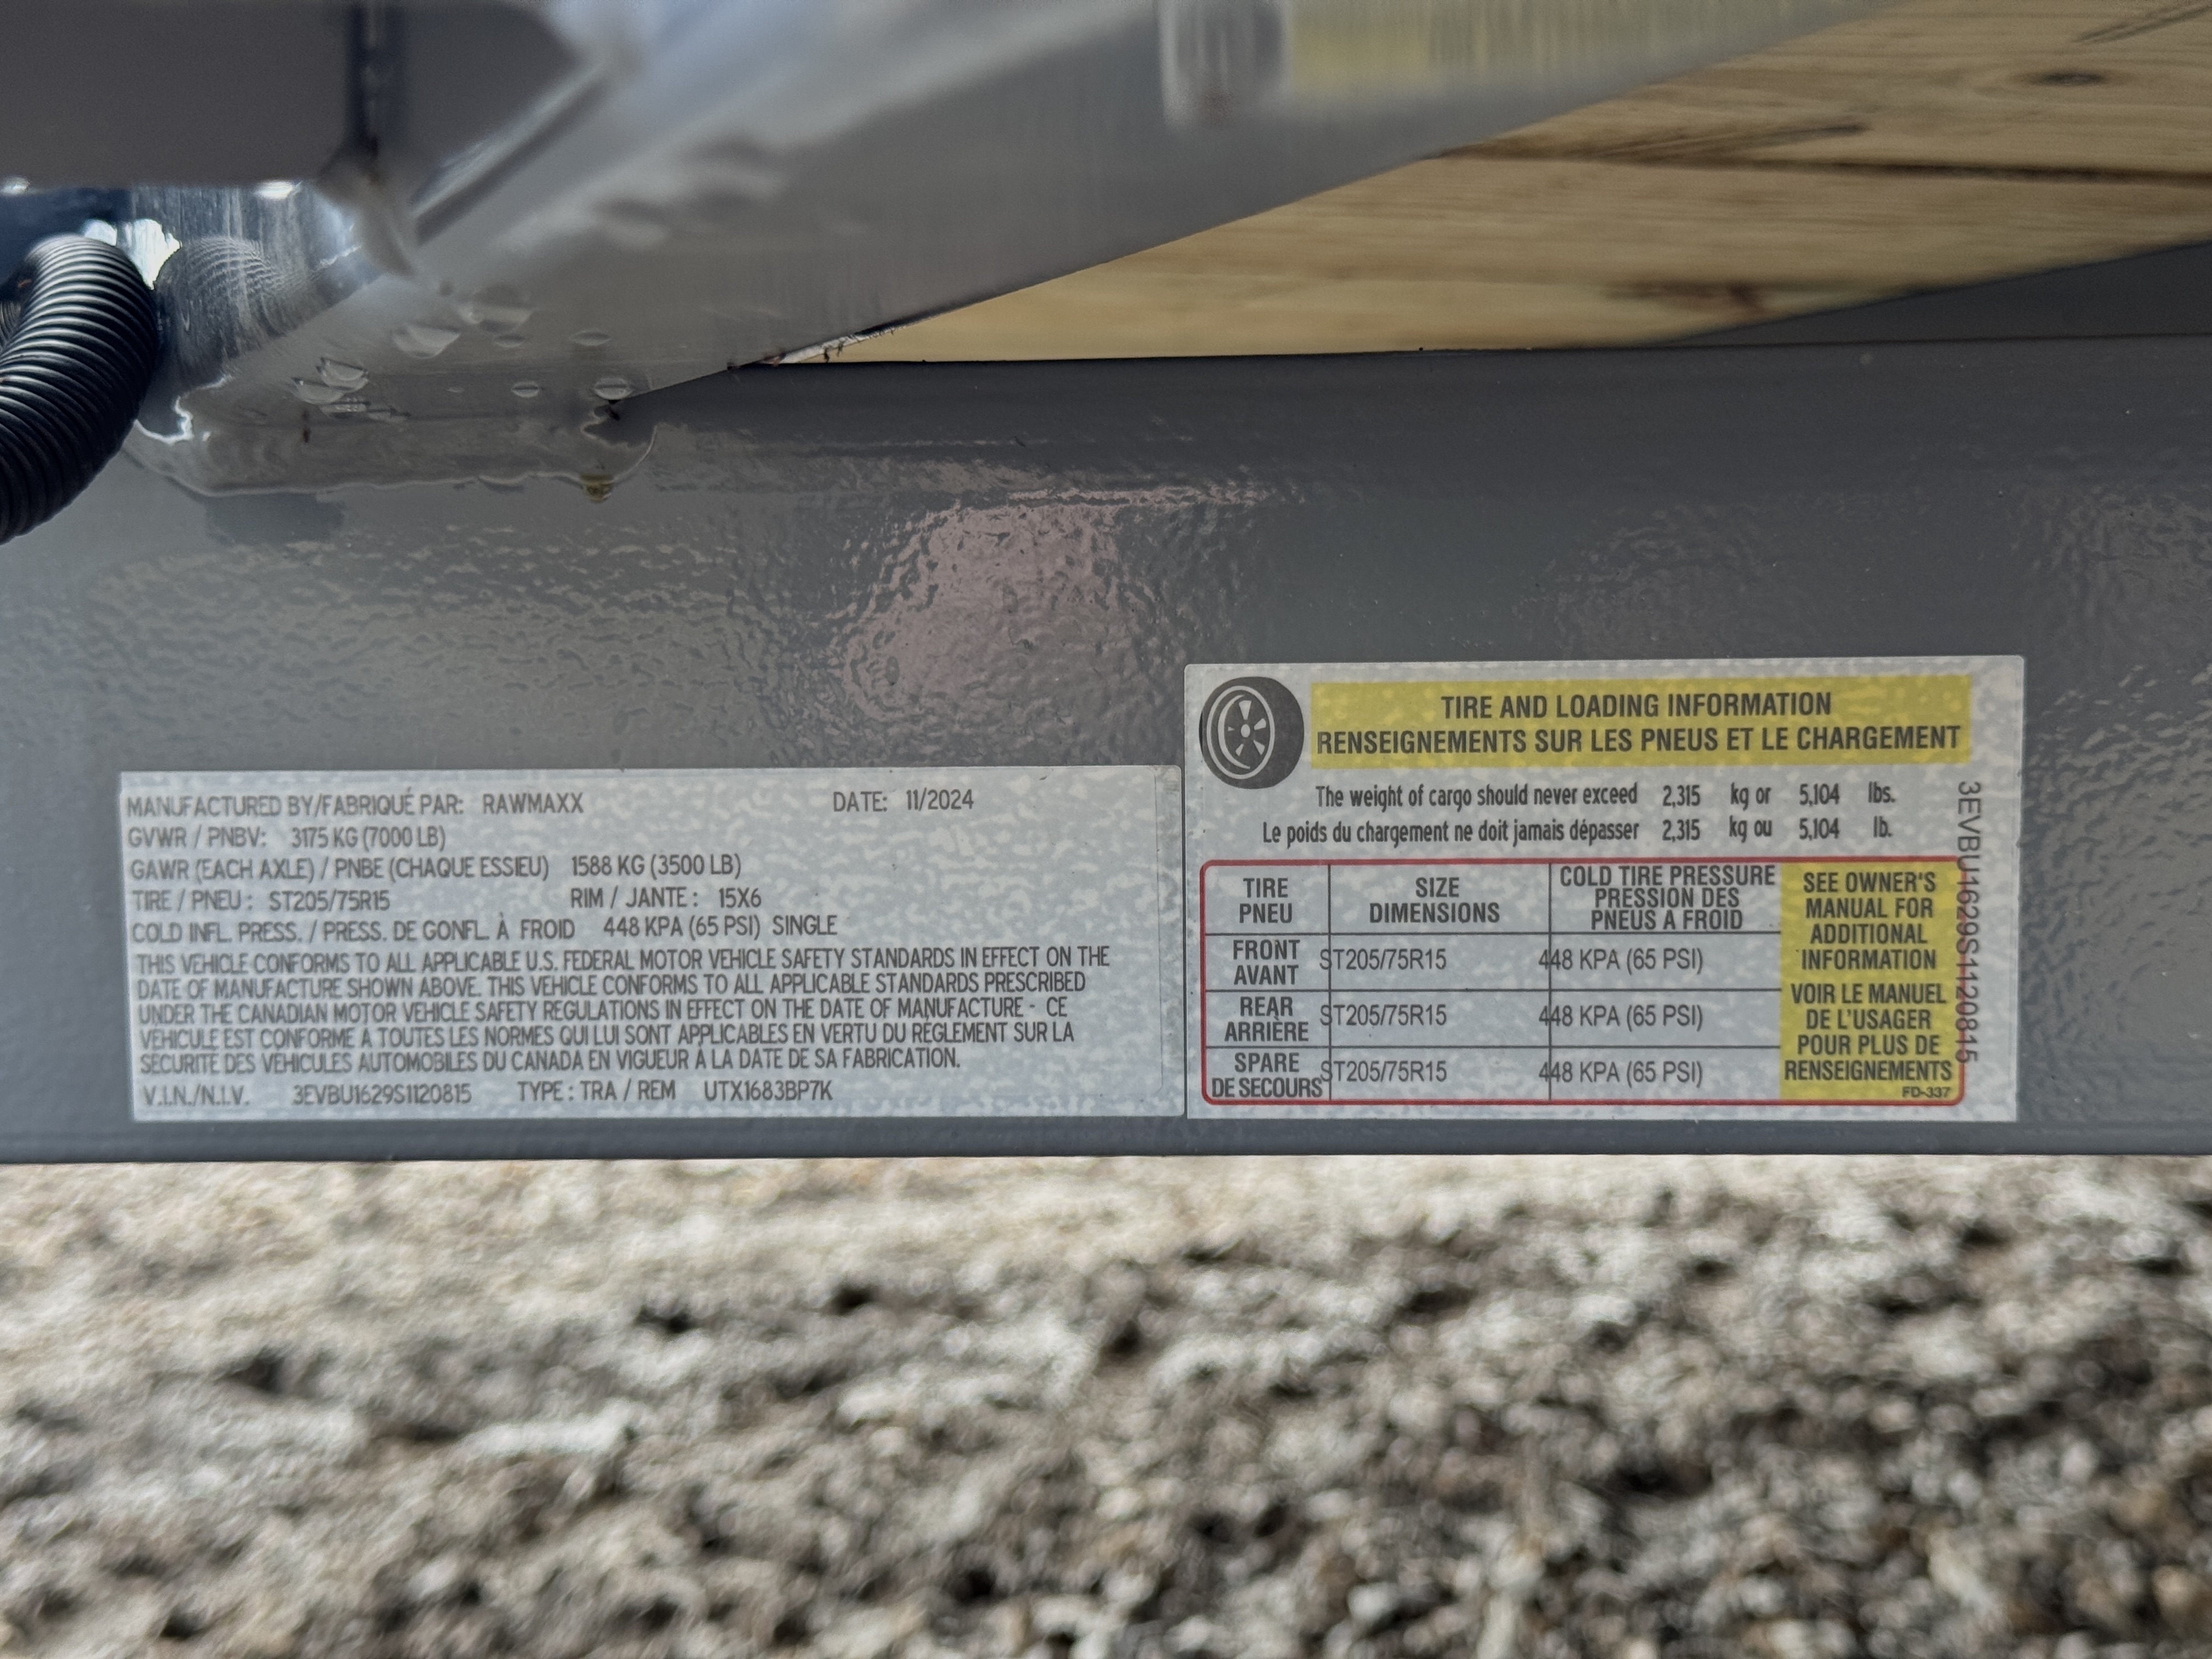 MANUFACTURED BY/FABRIQUÉ PAR: RAWMAXX DATE: 11/2024
GVWR / PNBV: 3175 KG (7000 LB)
GAWR (EACH AXLE) / PNBE (CHAQUE ESSIEU) 1588 KG (3500 LB)
TIRE / PNEU : ST205/75R15 RIM / JANTE : 15X6
COLD INFL. PRESS. / PRESS. DE GONFL. À FROID 448 KPA (65 PSI) SINGLE
THIS VEHICLE CONFORMS TO ALL APPLICABLE U.S. FEDERAL MOTOR VEHICLE SAFETY STANDARDS IN EFFECT ON THE
DATE OF MANUFACTURE SHOWN ABOVE. THIS VEHICLE CONFORMS TO ALL APPLICABLE STANDARDS PRESCRIBED
UNDER THE CANADIAN MOTOR VEHICLE SAFETY REGULATIONS IN EFFECT ON THE DATE OF MANUFACTURE - CE
VÉHICULE EST CONFORME A TOUTES LES NORMES QUI LUI SONT APPLICABLES EN VERTU DU RÉGLEMENT SUR LA
SÉCURITÉ DES VÉHICULES AUTOMOBILES DU CANADA EN VIGUEUR À LA DATE DE SA FABRICATION.
V.I.N./N.I.V. 3EVBU1629S1120815 TYPE : TRA / REM UTX1683BP7K
TIRE AND LOADING INFORMATION
RENSEIGNEMENTS SUR LES PNEUS ET LE CHARGEMENT
The weight of cargo should never exceed 2,315 kg or 5,104 lbs.
Le poids du chargement ne doit jamais dépasser 2,315 kg ou 5,104 lb.
TIRE
PNEU
SIZE
DIMENSIONS
COLD TIRE PRESSURE
PRESSION DES
PNEUS A FROID
FRONT
AVANT
ST205/75R15 448 KPA (65 PSI)
REAR
ARRIÈRE
ST205/75R15 448 KPA (65 PSI)
SPARE
DE SECOURS
ST205/75R15 448 KPA (65 PSI)
SEE OWNER'S
MANUAL FOR
ADDITIONAL
INFORMATION
VOIR LE MANUEL
DE L'USAGER
POUR PLUS DE
RENSEIGNEMENTS
FD-337
3EVBU1629S1120815